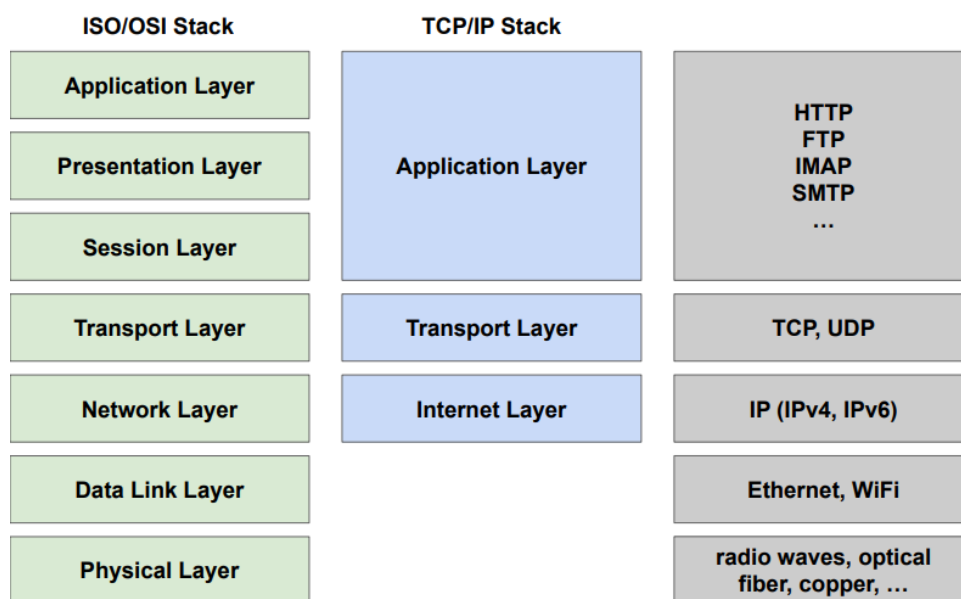 ISO/OSI Stack
TCP/IP Stack
Application Layer
Presentation Layer
Session Layer
Transport Layer
Network Layer
Data Link Layer
Physical Layer
Application Layer
Transport Layer
Internet Layer
HTTP
FTP
IMAP
SMTP
…
TCP, UDP
IP (IPv4, IPv6)
Ethernet, WiFi
radio waves, optical
fiber, copper, …